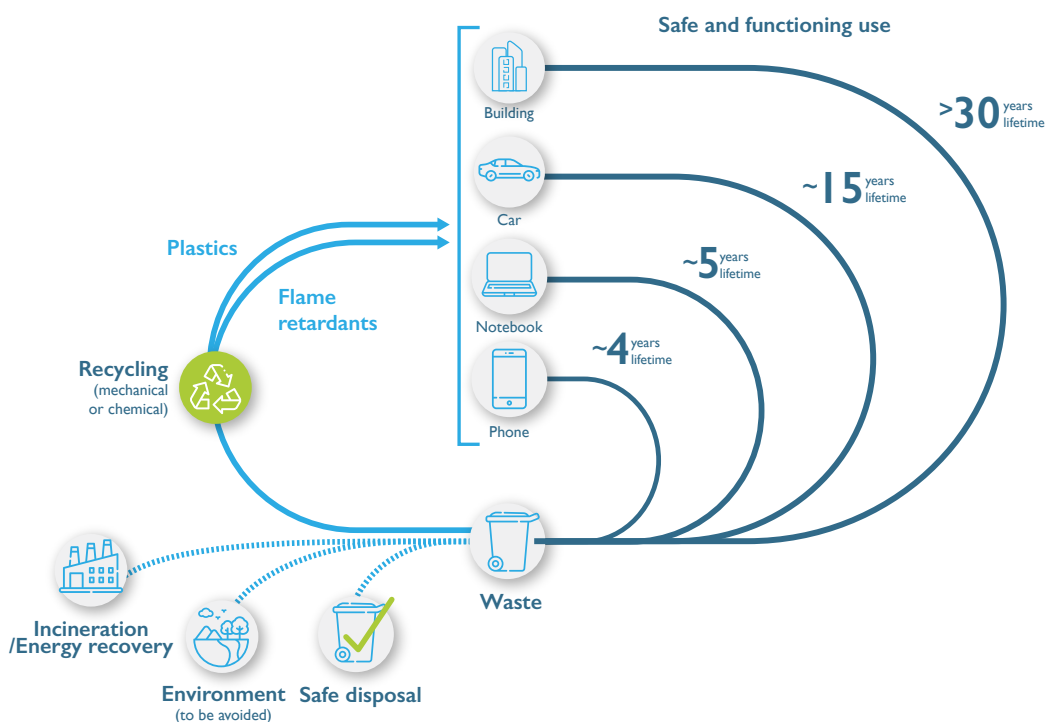 Safe and functioning use
Building
>30 years
lifetime
Car
~15 years
lifetime
Plastics
Notebook
~5 years
lifetime
Flame
retardants
Phone
~4 years
lifetime
Recycling
(mechanical
or chemical)
Waste
Incineration
/Energy recovery
Environment
(to be avoided)
Safe disposal